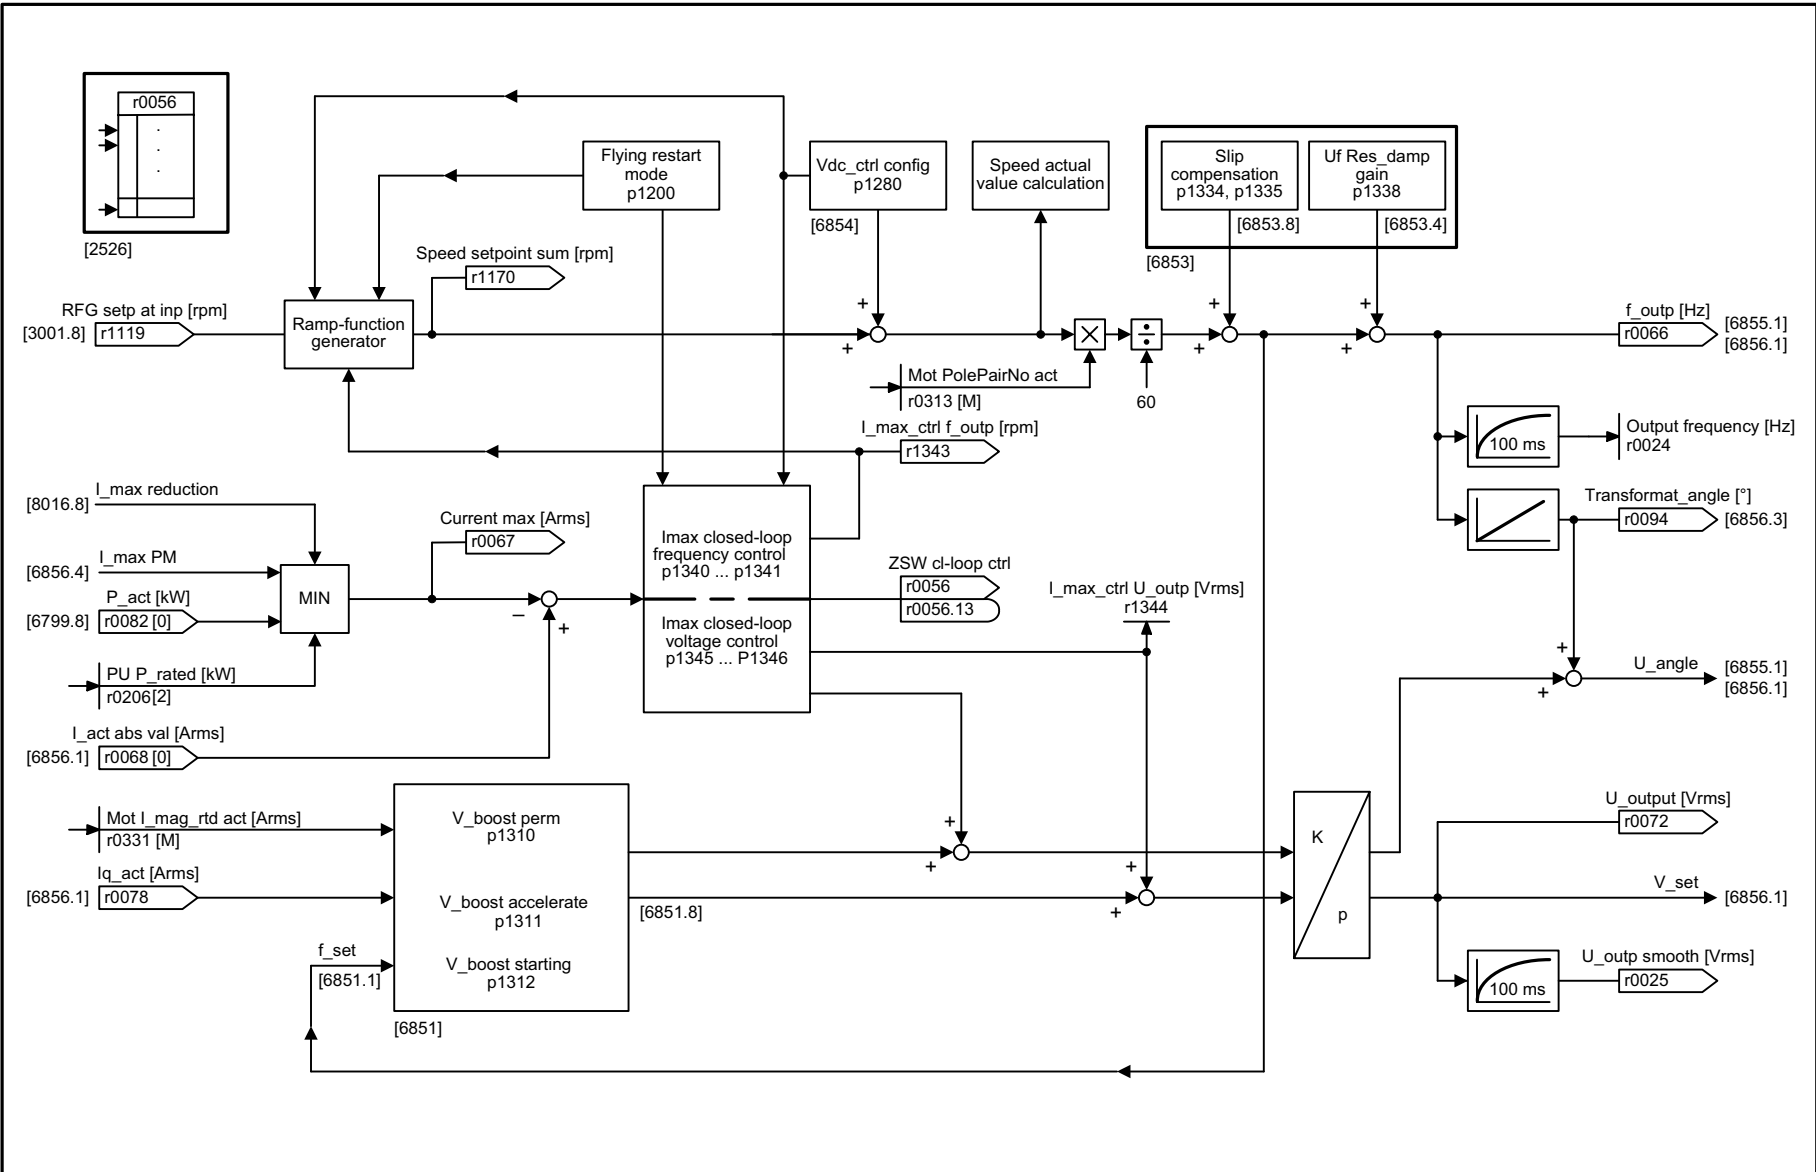 r0056
[2526]
Flying restart
mode
p1200
Vdc_ctrl config
p1280
[6854]
Speed actual
value calculation
Slip
compensation
p1334, p1335
[6853.8]
Uf Res_damp
gain
p1338
[6853.4]
[6853]
Speed setpoint sum [rpm]
r1170
RFG setp at inp [rpm]
[3001.8]
r1119
Ramp-function
generator
+
+
+
+
+
+
f_outp [Hz]
r0066
[6855.1]
[6856.1]
Mot PolePairNo act
r0313 [M]
60
I_max_ctrl f_outp [rpm]
r1343
100 ms
Output frequency [Hz]
r0024
Transformat_angle [°]
r0094
[6856.3]
I_max reduction
[8016.8]
Current max [Arms]
r0067
I_max PM
[6856.4]
P_act [kW]
[6799.8]
r0082 [0]
MIN
PU P_rated [kW]
r0206[2]
–
+
Imax closed-loop
frequency control
p1340 ... p1341
Imax closed-loop
voltage control
p1345 ... P1346
ZSW cl-loop ctrl
r0056
r0056.13
I_max_ctrl U_outp [Vrms]
r1344
+
+
U_angle
[6855.1]
[6856.1]
I_act abs val [Arms]
[6856.1]
r0068 [0]
Mot I_mag_rtd act [Arms]
r0331 [M]
Iq_act [Arms]
[6856.1]
r0078
f_set
[6851.1]
V_boost perm
p1310
V_boost accelerate
p1311
V_boost starting
p1312
[6851]
[6851.8]
+
+
+
+
K
p
U_output [Vrms]
r0072
V_set
[6856.1]
100 ms
U_outp smooth [Vrms]
r0025